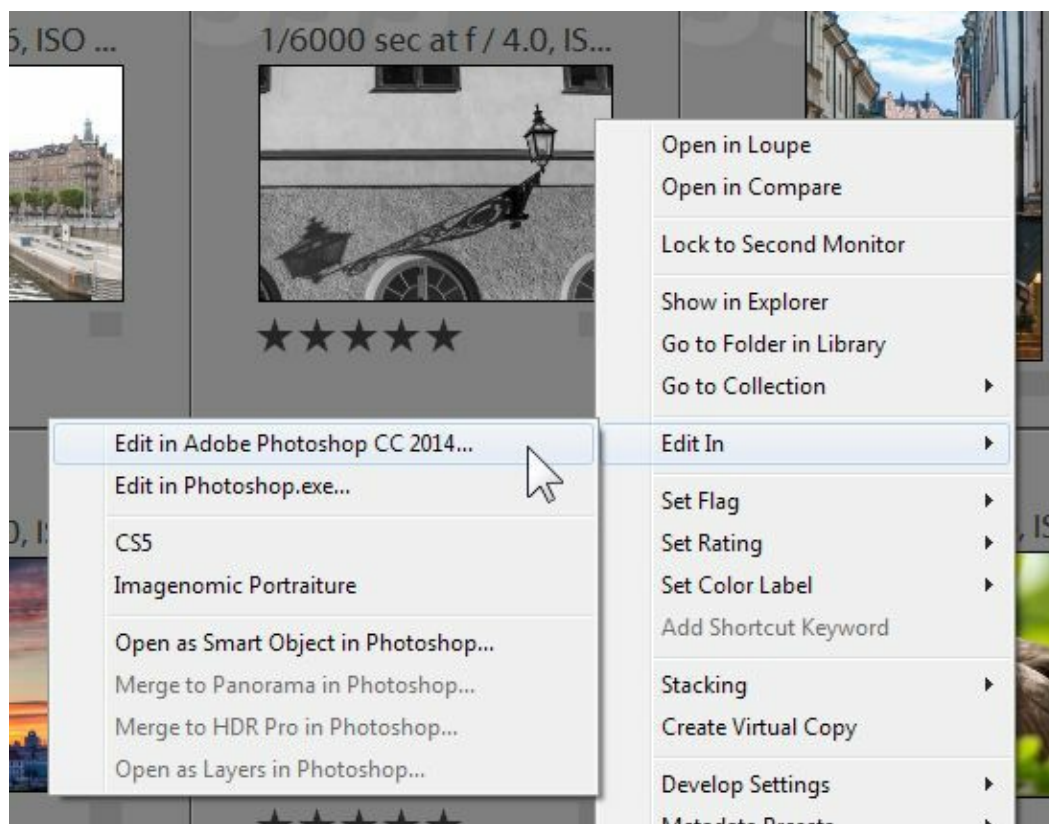 5, ISO ...
1/6000 sec at f / 4.0, IS...
Open in Loupe
Open in Compare
Lock to Second Monitor
Show in Explorer
Go to Folder in Library
Go to Collection
Edit In
Set Flag
Set Rating
Set Color Label
Add Shortcut Keyword
Stacking
Create Virtual Copy
Develop Settings
Metadata Presets
Edit in Adobe Photoshop CC 2014...
Edit in Photoshop.exe...
CS5
Imagenomic Portraiture
Open as Smart Object in Photoshop...
Merge to Panorama in Photoshop...
Merge to HDR Pro in Photoshop...
Open as Layers in Photoshop...